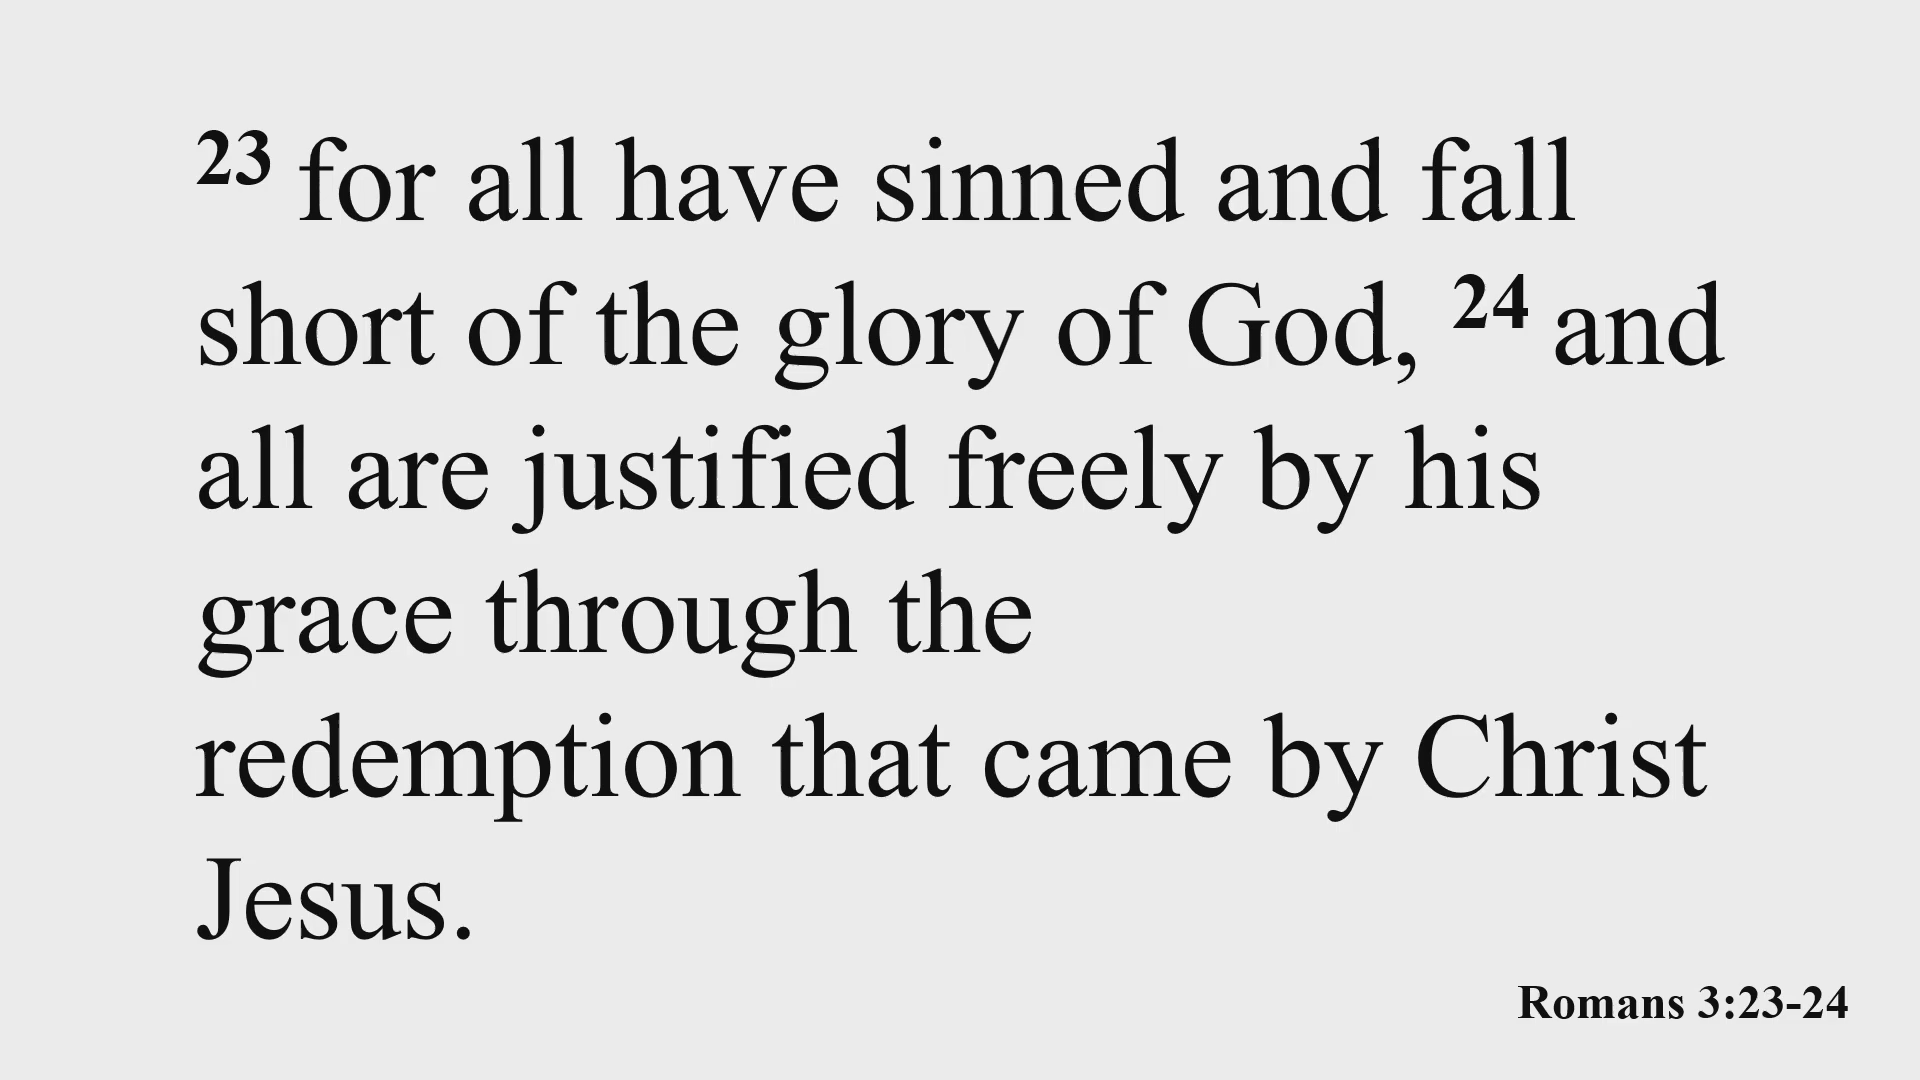 23 for all have sinned and fall
short of the glory of God, 24 and
all are justified freely by his
grace through the
redemption that came by Christ
Jesus.
Romans 3:23-24